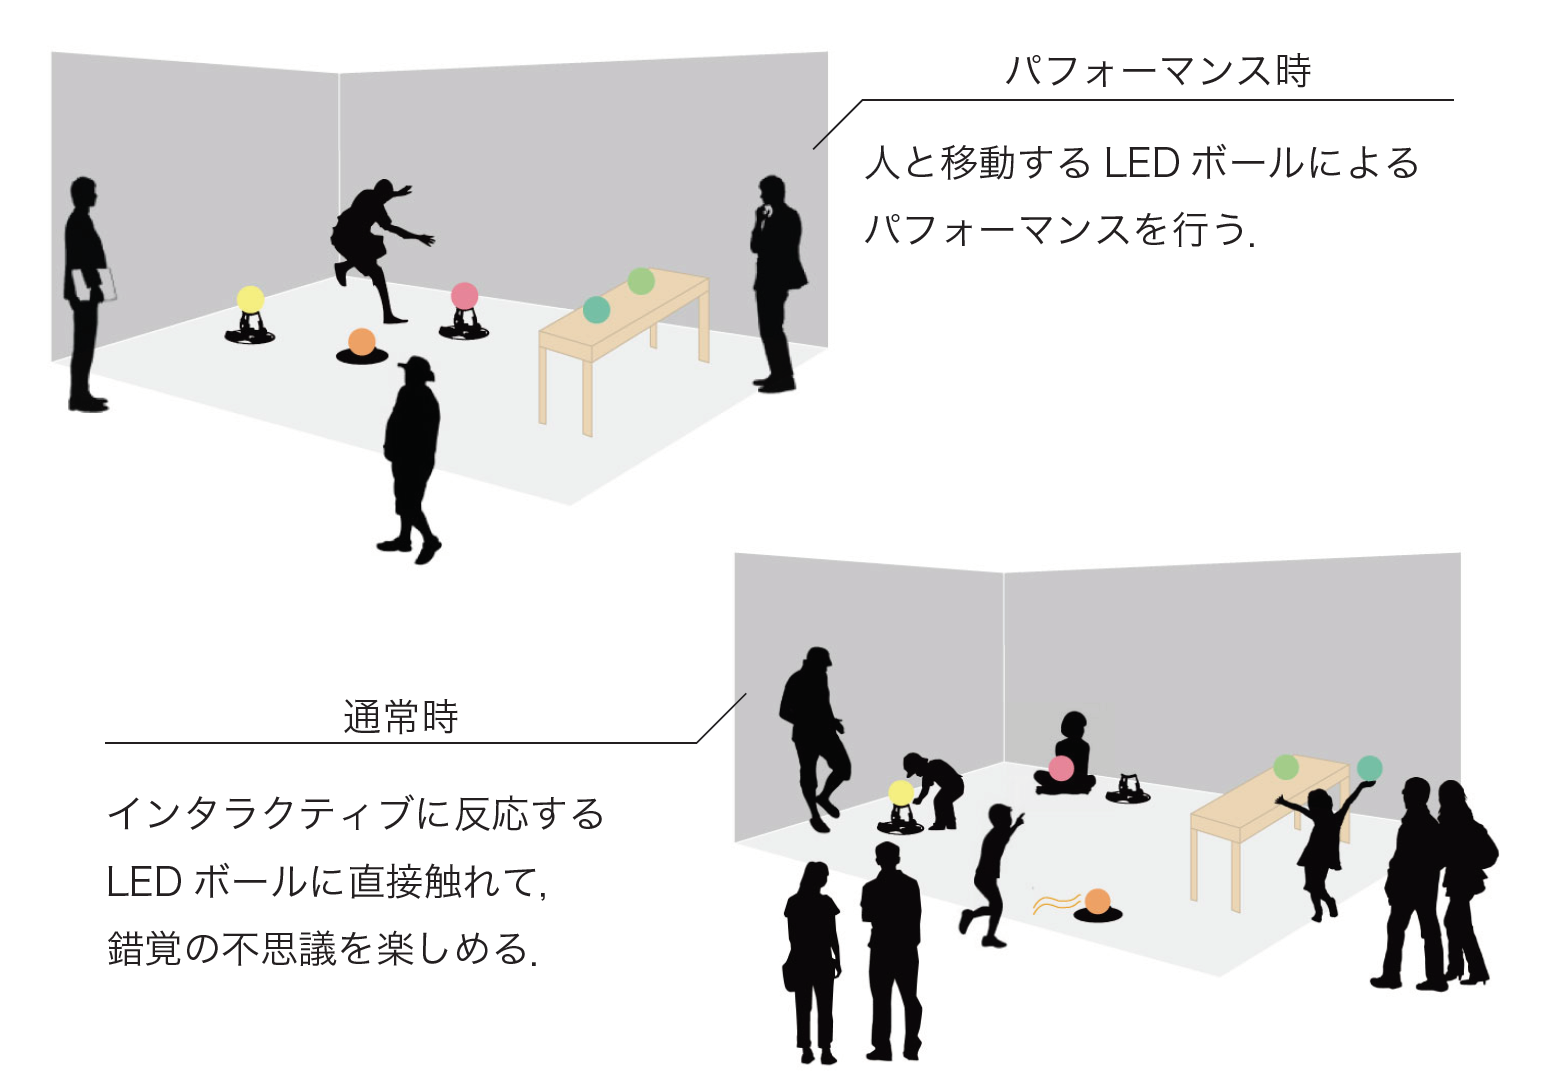 パフォーマンス時
人と移動する LED ボールによる
パフォーマンスを行う.
通常時
インタラクティブに反応する
LED ボールに直接触れて,
錯覚の不思議を楽しめる.